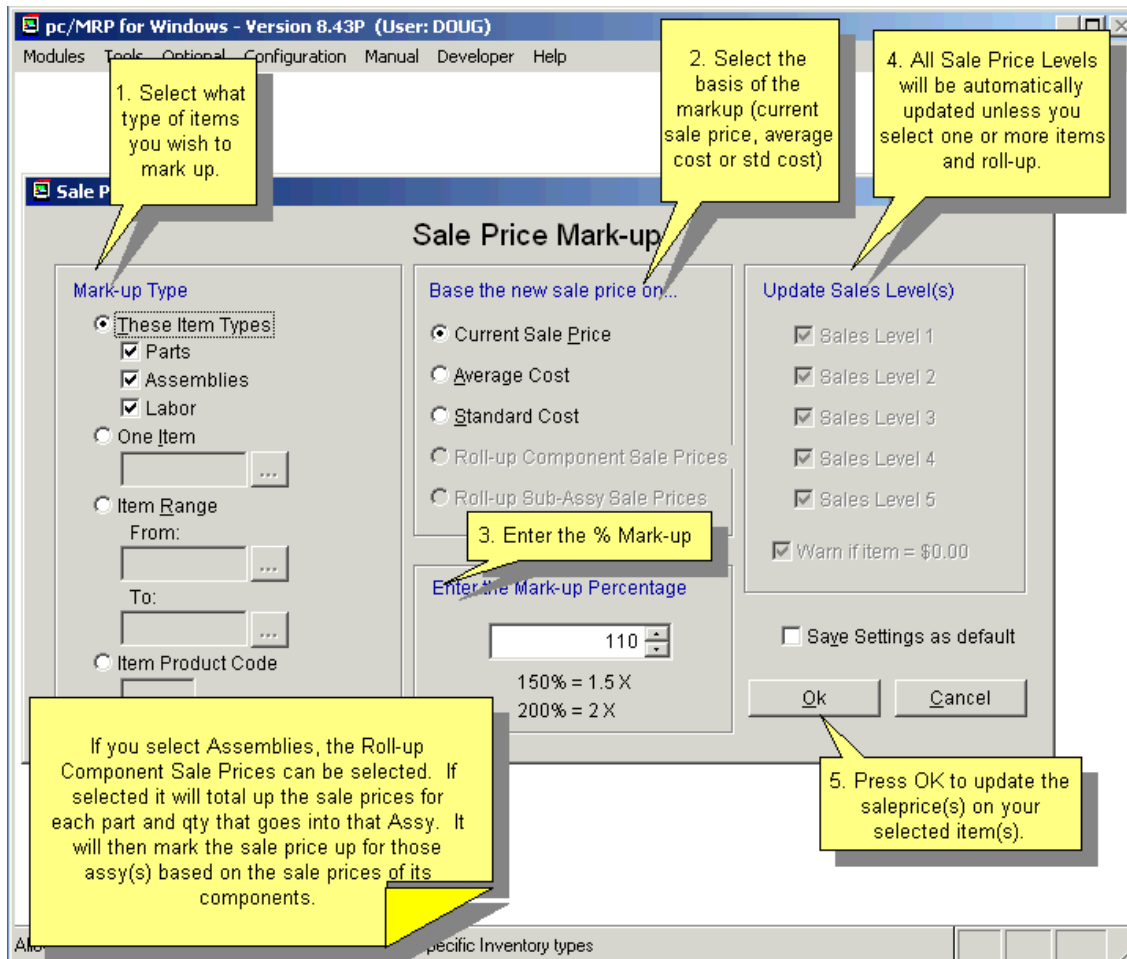 pc/MRP for Windows - Version 8.43P (User: DOUG)
Modules Tools Optional Configuration Manual Developer Help
1. Select what
type of items
you wish to
mark up.
2. Select the
basis of the
markup (current
sale price, average
cost or std cost)
4. All Sale Price Levels
will be automatically
updated unless you
select one or more items
and roll-up.
Sale P
Sale Price Mark-up
Mark-up Type
These Item Types
Parts
Assemblies
Labor
One Item
...
Item Range
From:
...
To:
...
Item Product Code
Base the new sale price on...
Current Sale Price
Average Cost
Standard Cost
Roll-up Component Sale Prices
Roll-up Sub-Assy Sale Prices
3. Enter the % Mark-up
Enter the Mark-up Percentage
110
150% = 1.5 X
200% = 2 X
Update Sales Level(s)
Sales Level 1
Sales Level 2
Sales Level 3
Sales Level 4
Sales Level 5
Warn if item = $0.00
Save Settings as default
Ok Cancel
If you select Assemblies, the Roll-up
Component Sale Prices can be selected. If
selected it will total up the sale prices for
each part and qty that goes into that Assy. It
will then mark the sale price up for those
assy(s) based on the sale prices of its
components.
5. Press OK to update the
saleprice(s) on your
selected item(s).
pecific Inventory types